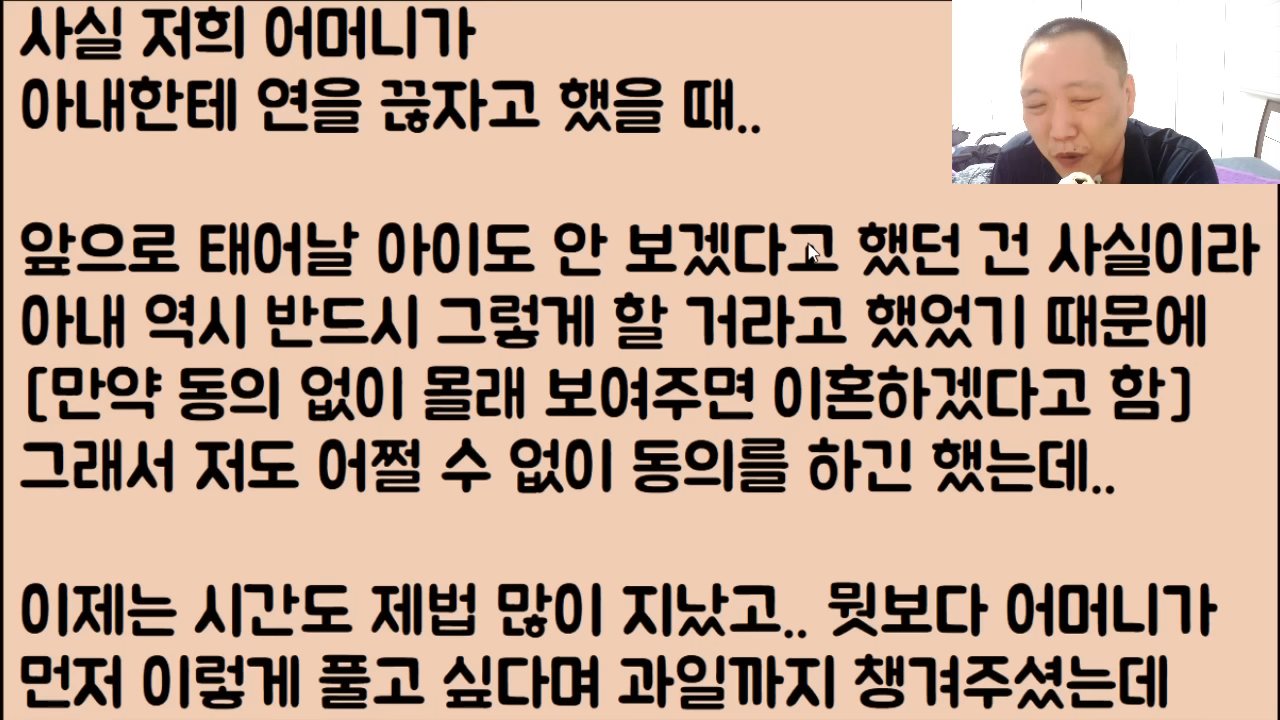 사실 저희 어머니가
아내한테 연을 끊자고 했을 때..
앞으로 태어날 아이도 안 보겠다고 했던 건 사실이라
아내 역시 반드시 그렇게 할 거라고 했었기 때문에
[만약 동의 없이 몰래 보여주면 이혼하겠다고 함]
그래서 저도 어쩔 수 없이 동의를 하긴 했는데..
이제는 시간도 제법 많이 지났고.. 뭣보다 어머니가
먼저 이렇게 풀고 싶다며 과일까지 챙겨주셨는데